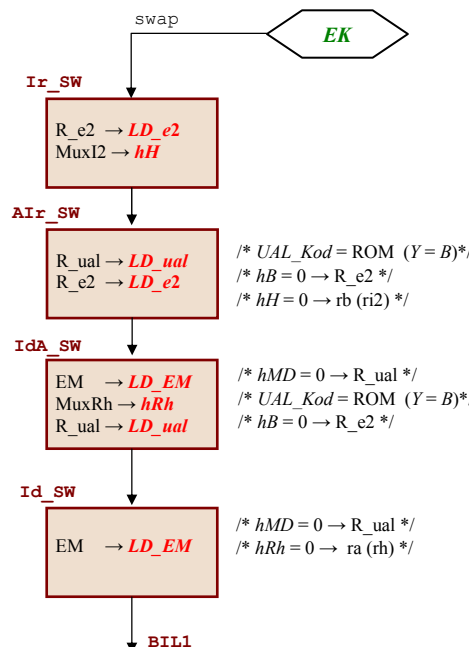 swap
EK
Ir_SW
R_e2 → LD_e2
MuxI2 → hH
AIr_SW
R_ual → LD_ual
R_e2 → LD_e2
/* UAL_Kod = ROM (Y = B)*/
/* hB = 0 → R_e2 */
/* hH = 0 → rb (ri2) */
IdA_SW
EM → LD_EM
MuxRh → hRh
R_ual → LD_ual
/* hMD = 0 → R_ual */
/* UAL_Kod = ROM (Y = B)*/
/* hB = 0 → R_e2 */
Id_SW
EM → LD_EM
/* hMD = 0 → R_ual */
/* hRh = 0 → ra (rh) */
BIL1